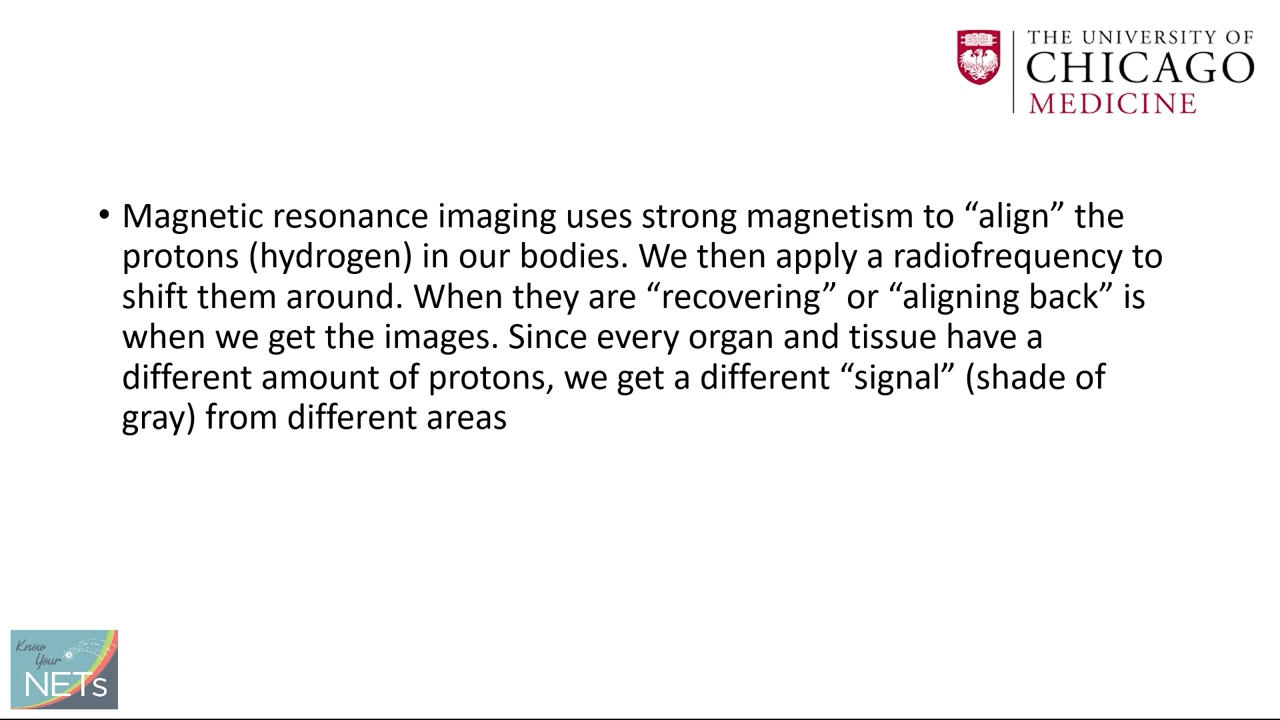 THE UNIVERSITY OF
CHICAGO
MEDICINE
• Magnetic resonance imaging uses strong magnetism to “align” the
protons (hydrogen) in our bodies. We then apply a radiofrequency to
shift them around. When they are “recovering” or “aligning back” is
when we get the images. Since every organ and tissue have a
different amount of protons, we get a different “signal” (shade of
gray) from different areas
Know
Your
NETs